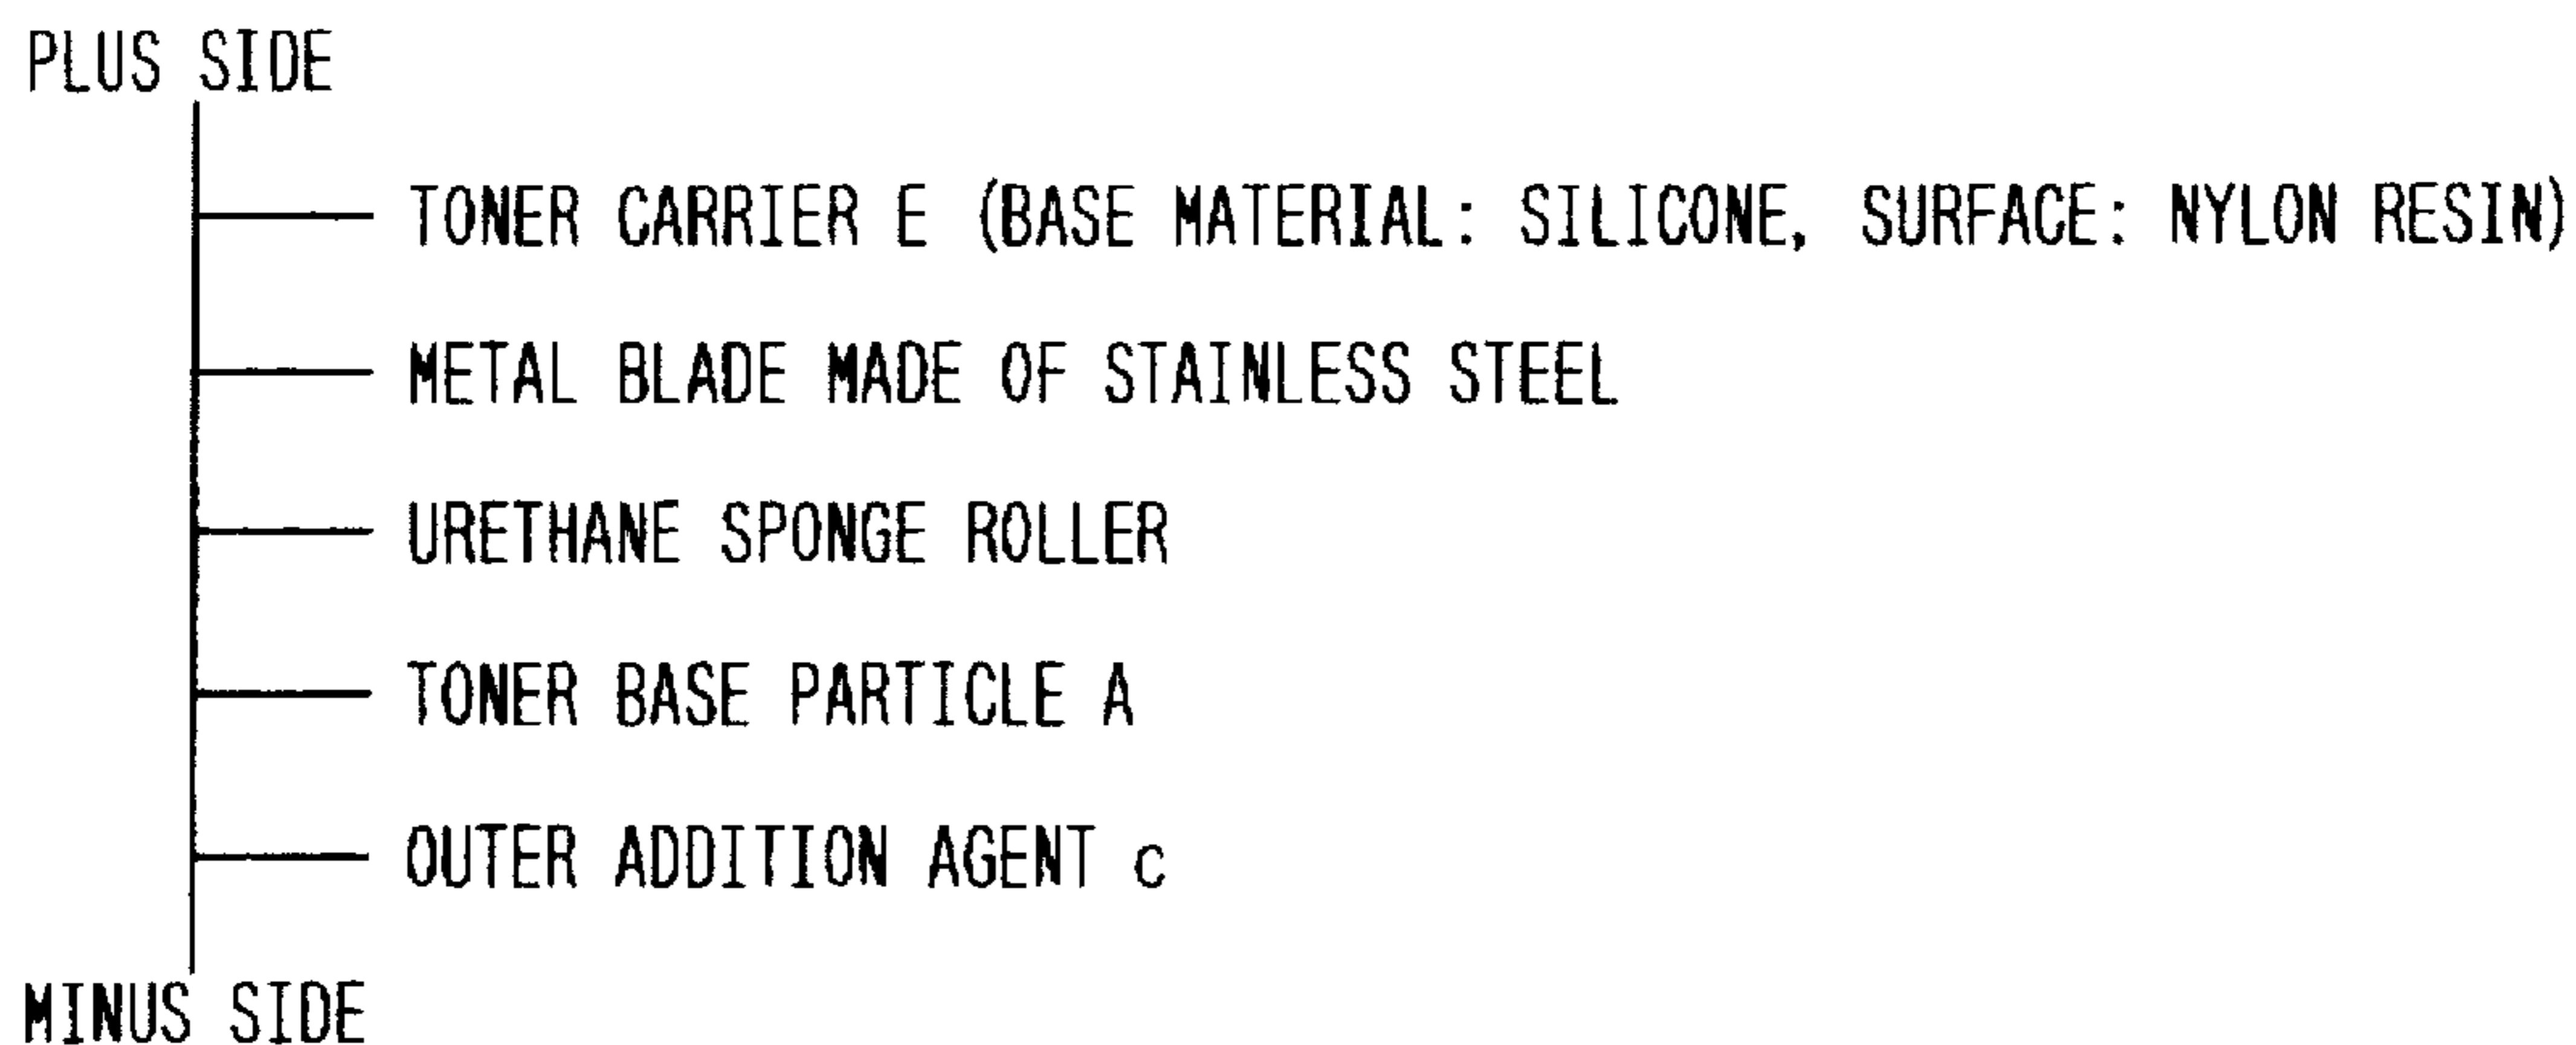 PLUS SIDE
TONER CARRIER E (BASE MATERIAL: SILICONE, SURFACE: NYLON RESIN)
METAL BLADE MADE OF STAINLESS STEEL
URETHANE SPONGE ROLLER
TONER BASE PARTICLE A
OUTER ADDITION AGENT c
MINUS SIDE